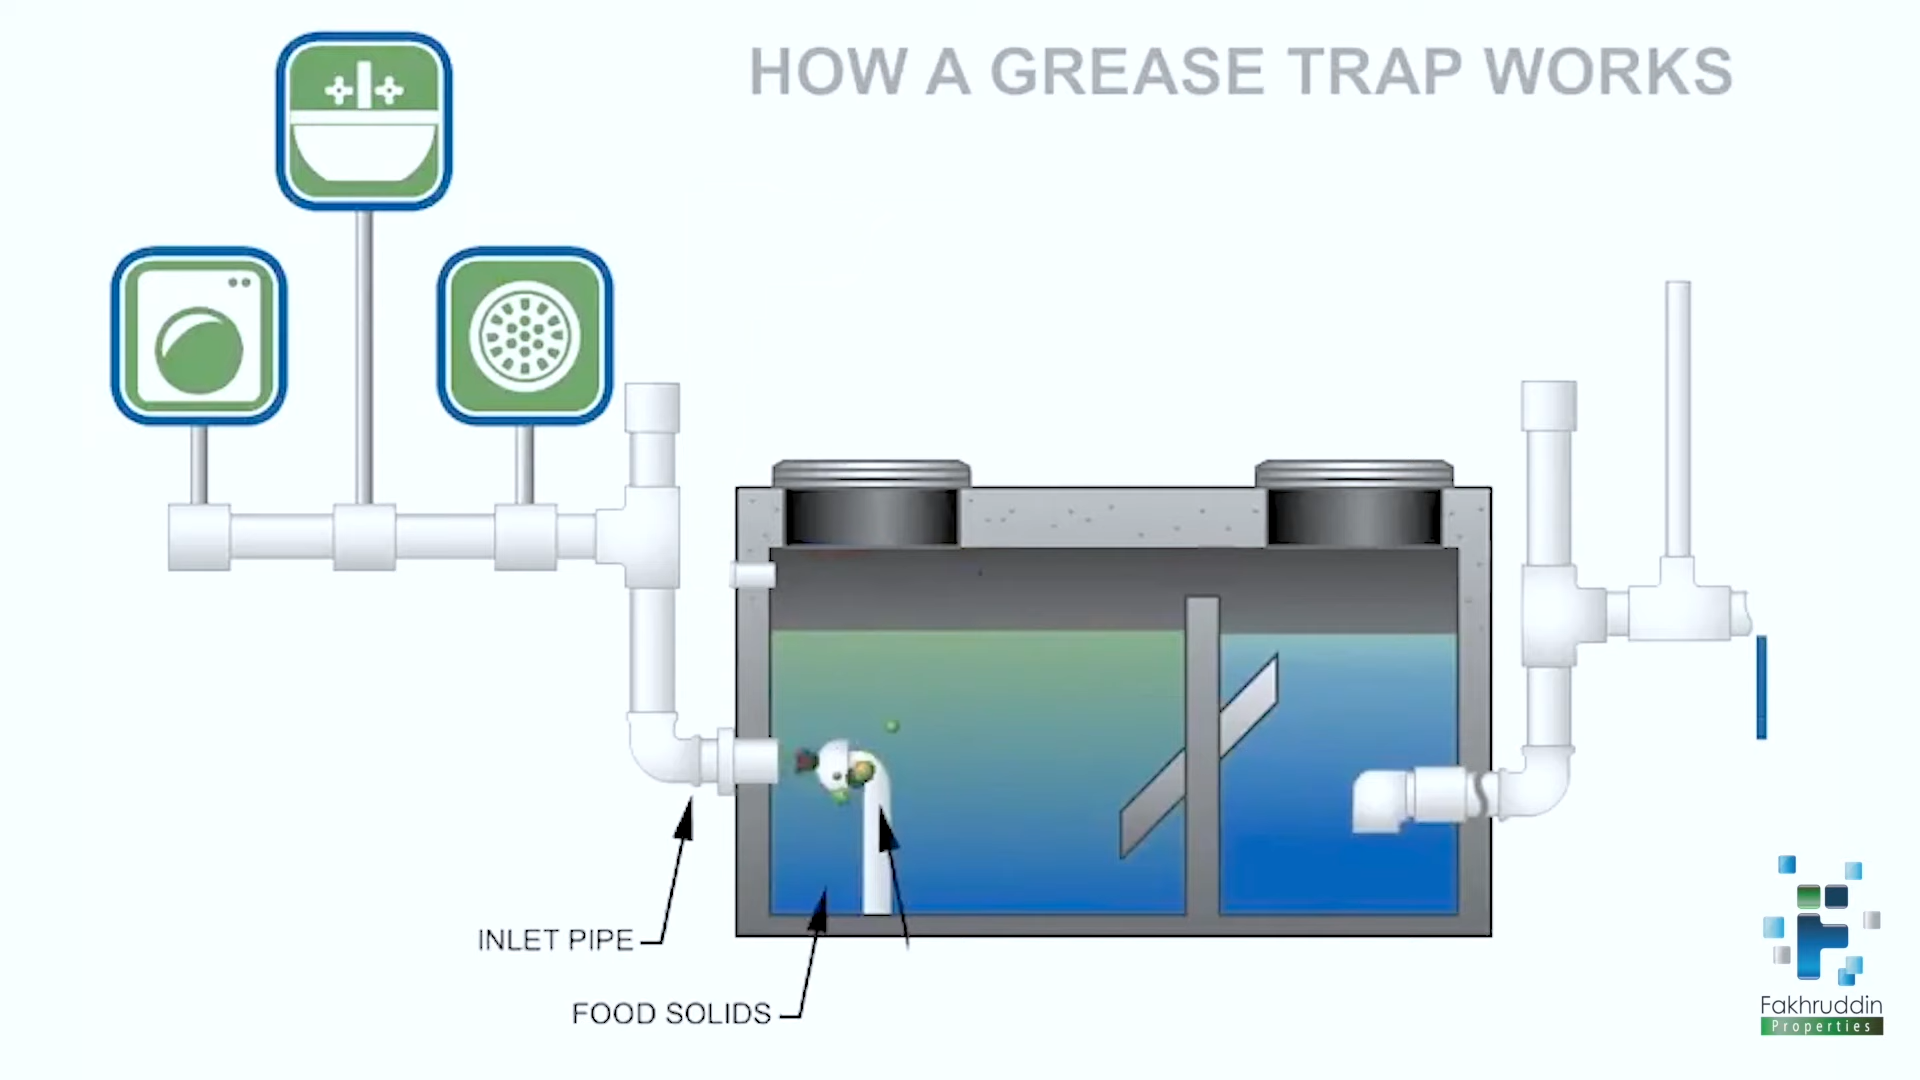 HOW A GREASE TRAP WORKS
INLET PIPE
FOOD SOLIDS
Fakhruddin
Properties